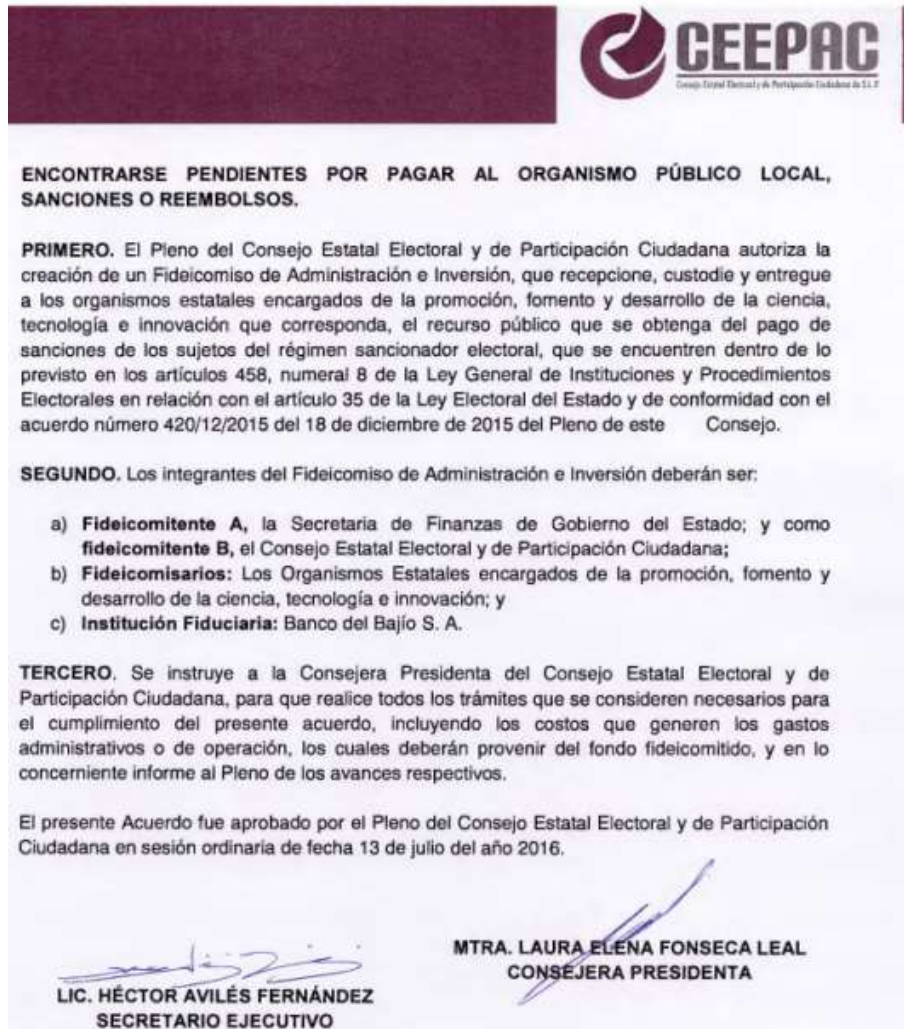 CEEPAC
Consejo Estatal Electoral y de Participación Ciudadana de S.L.P
ENCONTRARSE PENDIENTES POR PAGAR AL ORGANISMO PÚBLICO LOCAL,
SANCIONES O REEMBOLSOS.
PRIMERO. El Pleno del Consejo Estatal Electoral y de Participación Ciudadana autoriza la
creación de un Fideicomiso de Administración e Inversión, que recepcione, custodie y entregue
a los organismos estatales encargados de la promoción, fomento y desarrollo de la ciencia,
tecnología e innovación que corresponda, el recurso público que se obtenga del pago de
sanciones de los sujetos del régimen sancionador electoral, que se encuentren dentro de lo
previsto en los artículos 458, numeral 8 de la Ley General de Instituciones y Procedimientos
Electorales en relación con el artículo 35 de la Ley Electoral del Estado y de conformidad con el
acuerdo número 420/12/2015 del 18 de diciembre de 2015 del Pleno de este Consejo.
SEGUNDO. Los integrantes del Fideicomiso de Administración e Inversión deberán ser:
a) Fideicomitente A, la Secretaria de Finanzas de Gobierno del Estado; y como
fideicomitente B, el Consejo Estatal Electoral y de Participación Ciudadana;
b) Fideicomisarios: Los Organismos Estatales encargados de la promoción, fomento y
desarrollo de la ciencia, tecnología e innovación; y
c) Institución Fiduciaria: Banco del Bajío S. A.
TERCERO. Se instruye a la Consejera Presidenta del Consejo Estatal Electoral y de
Participación Ciudadana, para que realice todos los trámites que se consideren necesarios para
el cumplimiento del presente acuerdo, incluyendo los costos que generen los gastos
administrativos o de operación, los cuales deberán provenir del fondo fideicomitido, y en lo
concerniente informe al Pleno de los avances respectivos.
El presente Acuerdo fue aprobado por el Pleno del Consejo Estatal Electoral y de Participación
Ciudadana en sesión ordinaria de fecha 13 de julio del año 2016.
MTRA. LAURA ELENA FONSECA LEAL
CONSEJERA PRESIDENTA
LIC. HÉCTOR AVILÉS FERNÁNDEZ
SECRETARIO EJECUTIVO